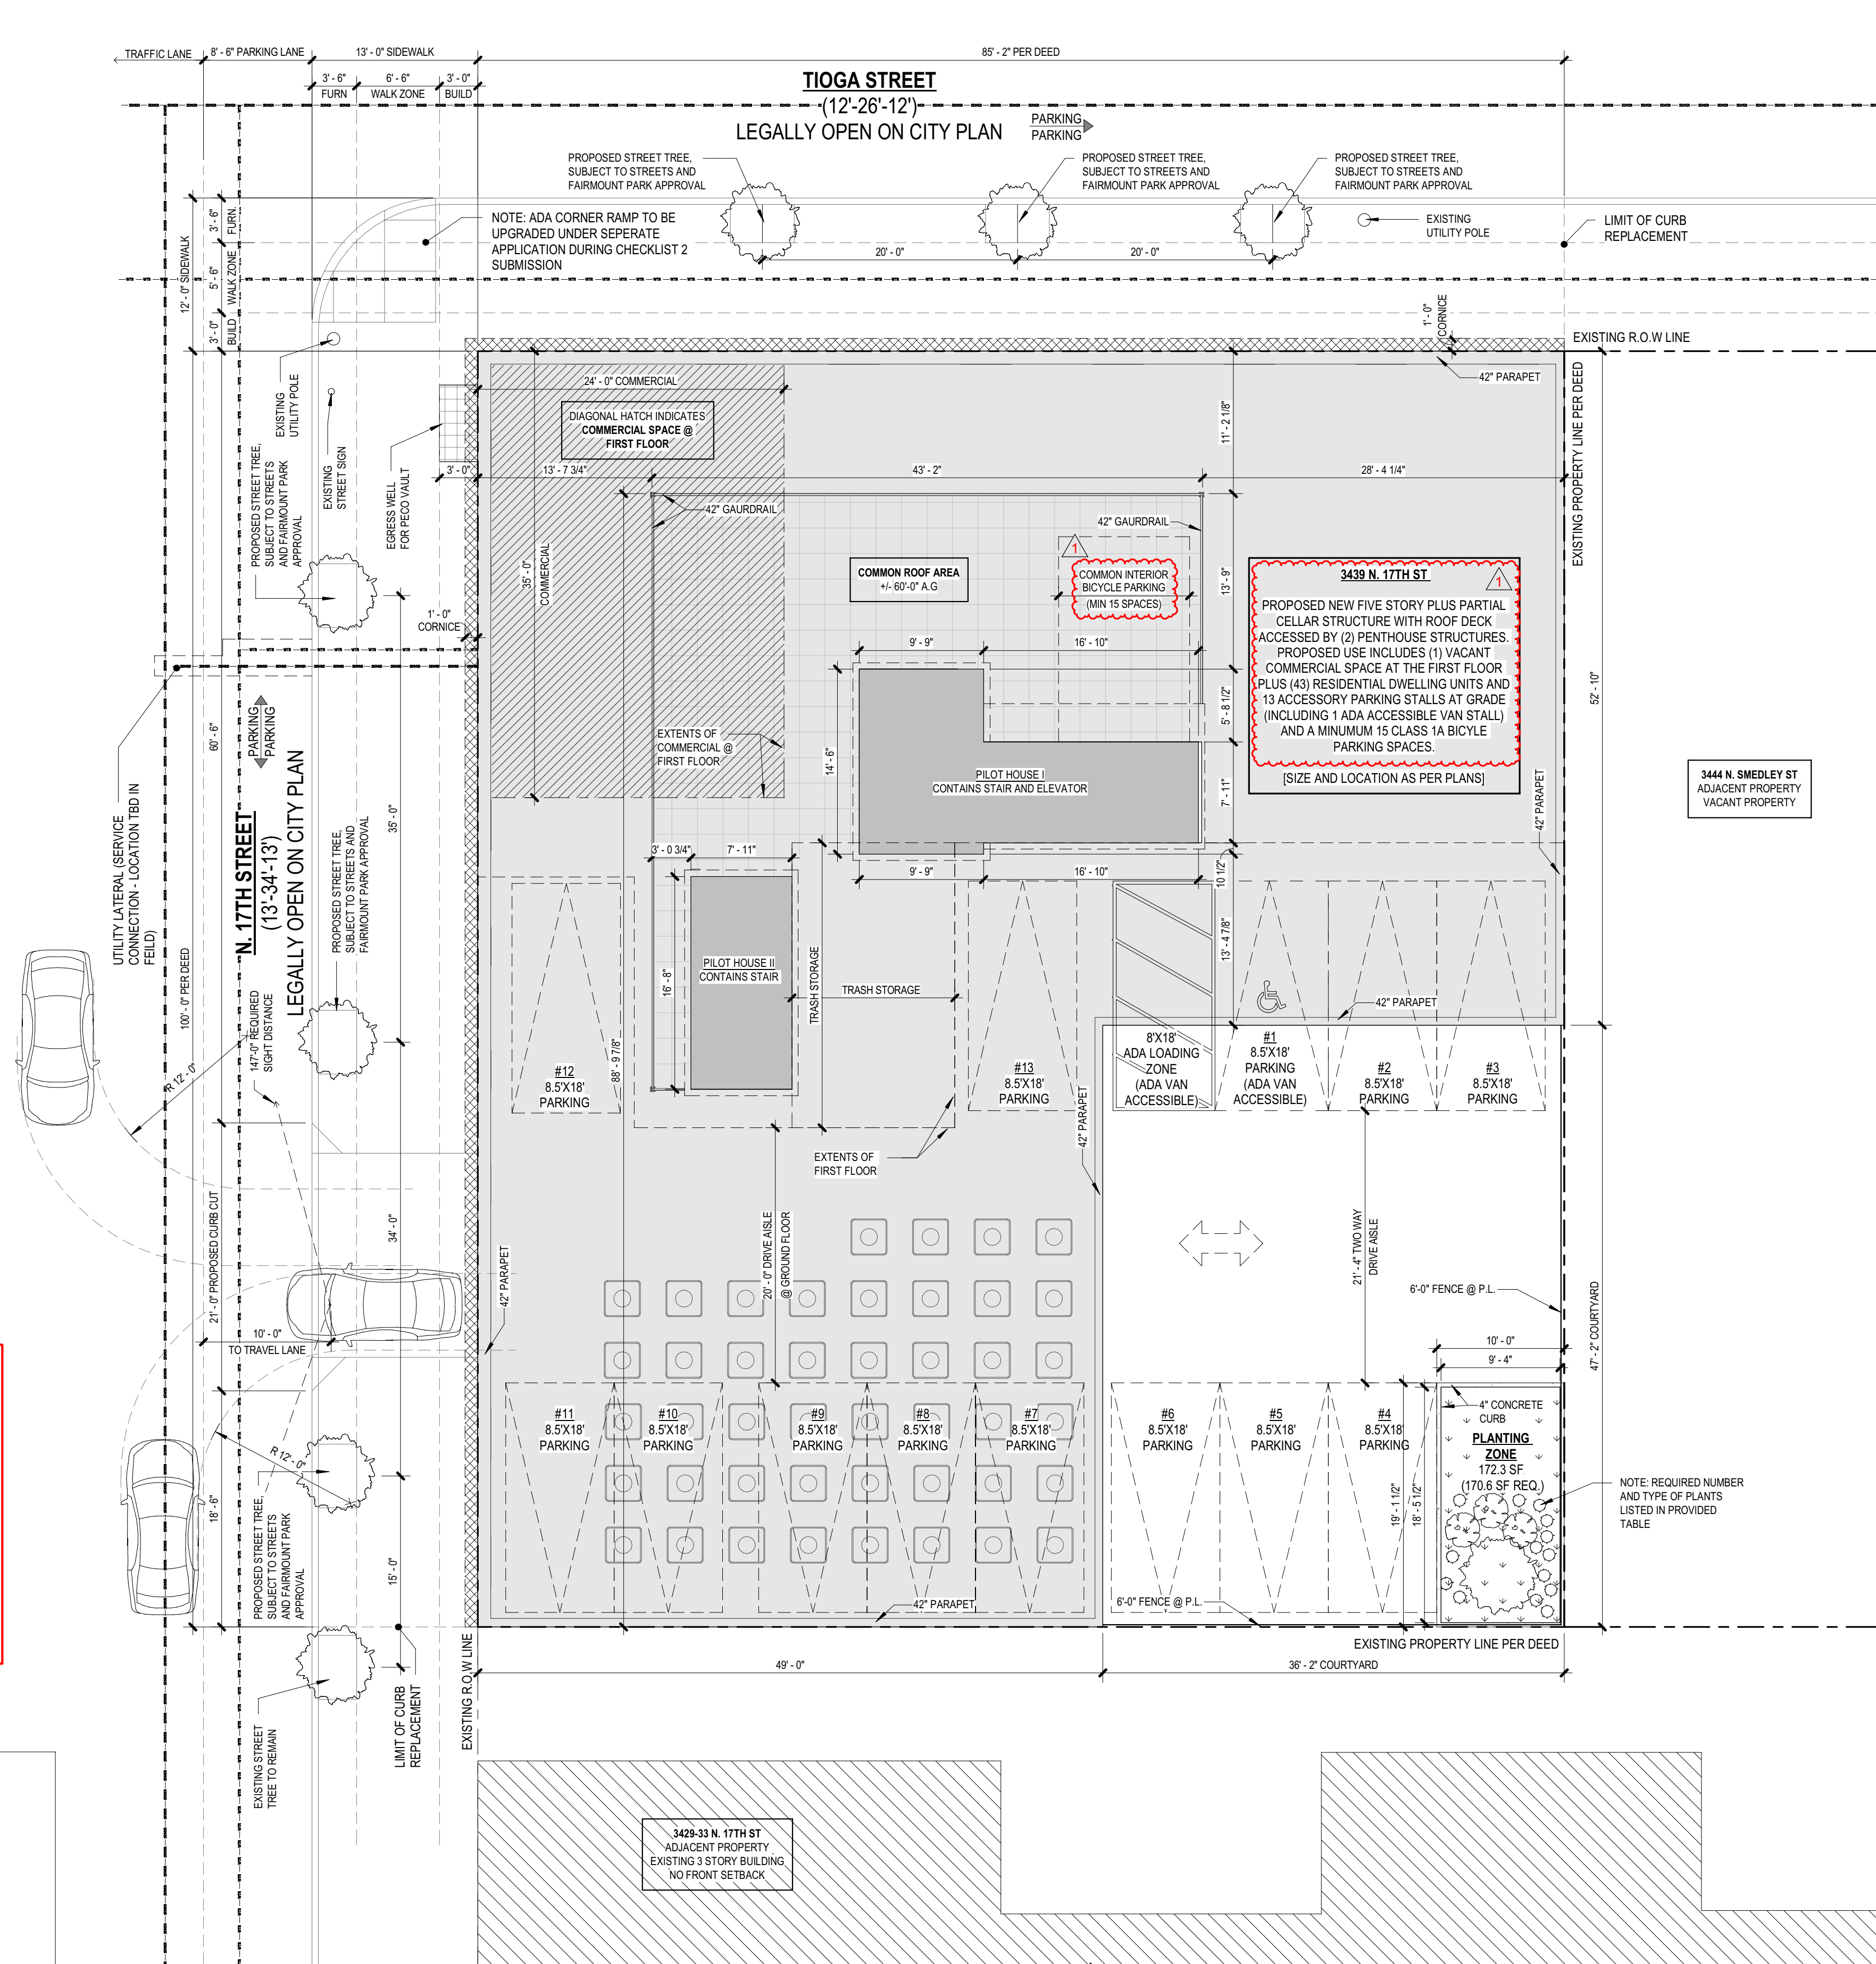 TRAFFIC LANE
8' - 6" PARKING LANE
13' - 0" SIDEWALK
85' - 2" PER DEED
3' - 6"
6' - 6"
3' - 0"
FURN
WALK ZONE
BUILD
TIOGA STREET
(12'-26'-12')
LEGALLY OPEN ON CITY PLAN
PARKING
PARKING
PROPOSED STREET TREE,
SUBJECT TO STREETS AND
FAIRMOUNT PARK APPROVAL
PROPOSED STREET TREE,
SUBJECT TO STREETS AND
FAIRMOUNT PARK APPROVAL
PROPOSED STREET TREE,
SUBJECT TO STREETS AND
FAIRMOUNT PARK APPROVAL
NOTE: ADA CORNER RAMP TO BE
UPGRADED UNDER SEPERATE
APPLICATION DURING CHECKLIST 2
SUBMISSION
EXISTING
UTILITY POLE
LIMIT OF CURB
REPLACEMENT
20' - 0"
20' - 0"
12' - 0" SIDEWALK
3' - 6"
FURN.
5' - 6"
WALK ZONE
3' - 0"
BUILD
1' - 0"
CORNICE
EXISTING R.O.W LINE
EXISTING PROPERTY LINE PER DEED
42" PARAPET
EXISTING
UTILITY POLE
EXISTING
STREET SIGN
PROPOSED STREET TREE,
SUBJECT TO STREETS
AND FAIRMOUNT PARK
APPROVAL
EGRESS WELL
FOR PECO VAULT
3' - 0"
24' - 0" COMMERCIAL
DIAGONAL HATCH INDICATES
COMMERCIAL SPACE @
FIRST FLOOR
13' - 7 3/4"
43' - 2"
28' - 4 1/4"
11' - 2 1/8"
35' - 0"
COMMERCIAL
42" GAURDRAIL
42" GAURDRAIL
COMMON ROOF AREA
+/- 60'-0" A.G
1
COMMON INTERIOR
BICYCLE PARKING
(MIN 15 SPACES)
13' - 9"
3439 N. 17TH ST
1
PROPOSED NEW FIVE STORY PLUS PARTIAL
CELLAR STRUCTURE WITH ROOF DECK
ACCESSED BY (2) PENTHOUSE STRUCTURES.
PROPOSED USE INCLUDES (1) VACANT
COMMERCIAL SPACE AT THE FIRST FLOOR
PLUS (43) RESIDENTIAL DWELLING UNITS AND
13 ACCESSORY PARKING STALLS AT GRADE
(INCLUDING 1 ADA ACCESSIBLE VAN STALL)
AND A MINUMUM 15 CLASS 1A BICYLE
PARKING SPACES.
[SIZE AND LOCATION AS PER PLANS]
52' - 10"
1' - 0"
CORNICE
9' - 9"
16' - 10"
5' - 8 1/2"
EXTENTS OF
COMMERCIAL @
FIRST FLOOR
14' - 6"
PILOT HOUSE I
CONTAINS STAIR AND ELEVATOR
7' - 11"
42" PARAPET
3444 N. SMEDLEY ST
ADJACENT PROPERTY
VACANT PROPERTY
60' - 6"
PARKING
PARKING
N. 17TH STREET
(13'-34'-13')
LEGALLY OPEN ON CITY PLAN
UTILITY LATERAL (SERVICE
CONNECTION - LOCATION TBD IN
FEILD)
35' - 0"
PROPOSED STREET TREE,
SUBJECT TO STREETS AND
FAIRMOUNT PARK APPROVAL
3' - 0 3/4"
7' - 11"
9' - 9"
16' - 10"
10 1/2"
13' - 4 7/8"
16' - 8"
PILOT HOUSE II
CONTAINS STAIR
TRASH STORAGE
TRASH STORAGE
42" PARAPET
100' - 0" PER DEED
147'-0" REQUIRED
SIGHT DISTANCE
R 12' - 0"
88' - 9 7/8"
#12
8.5'X18'
PARKING
#13
8.5'X18'
PARKING
8'X18'
ADA LOADING
ZONE
(ADA VAN
ACCESSIBLE)
#1
8.5'X18'
PARKING
(ADA VAN
ACCESSIBLE)
#2
8.5'X18'
PARKING
#3
8.5'X18'
PARKING
42" PARAPET
EXTENTS OF
FIRST FLOOR
21' - 0" PROPOSED CURB CUT
34' - 0"
20' - 0" DRIVE AISLE
@ GROUND FLOOR
21' - 4" TWO WAY
DRIVE AISLE
42" PARAPET
6'-0" FENCE @ P.L.
47' - 2" COURTYARD
10' - 0"
TO TRAVEL LANE
10' - 0"
9' - 4"
#11
8.5'X18'
PARKING
#10
8.5'X18'
PARKING
#9
8.5'X18'
PARKING
#8
8.5'X18'
PARKING
#7
8.5'X18'
PARKING
#6
8.5'X18'
PARKING
#5
8.5'X18'
PARKING
#4
8.5'X18'
PARKING
4" CONCRETE
CURB
PLANTING
ZONE
172.3 SF
(170.6 SF REQ.)
19' - 1 1/2"
18' - 5 1/2"
NOTE: REQUIRED NUMBER
AND TYPE OF PLANTS
LISTED IN PROVIDED
TABLE
R 12' - 0"
18' - 6"
15' - 0"
PROPOSED STREET TREE,
SUBJECT TO STREETS
AND FAIRMOUNT PARK
APPROVAL
42" PARAPET
6'-0" FENCE @ P.L.
EXISTING PROPERTY LINE PER DEED
49' - 0"
36' - 2" COURTYARD
EXISTING R.O.W LINE
LIMIT OF CURB
REPLACEMENT
EXISTING STREET
TREE TO REMAIN
3429-33 N. 17TH ST
ADJACENT PROPERTY
EXISTING 3 STORY BUILDING
NO FRONT SETBACK